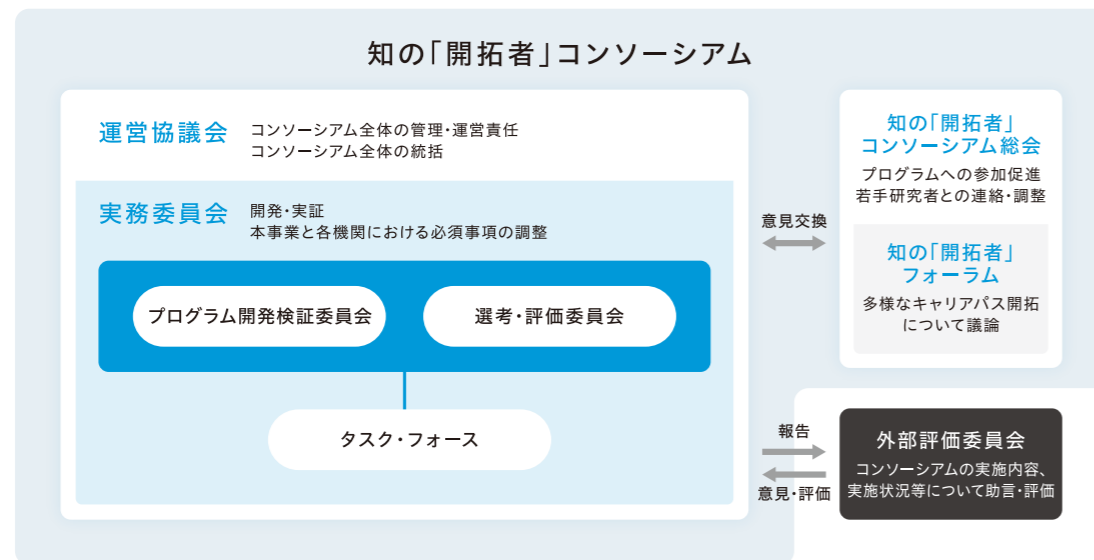 知の「開拓者」コンソーシアム
運営協議会
コンソーシアム全体の管理・運営責任
コンソーシアム全体の統括
実務委員会
開発・実証
本事業と各機関における必須事項の調整
プログラム開発検証委員会
選考・評価委員会
タスク・フォース
意見交換
知の「開拓者」
コンソーシアム総会
プログラムへの参加促進
若手研究者との連絡・調整
知の「開拓者」
フォーラム
多様なキャリアパス開拓
について議論
報告
意見・評価
外部評価委員会
コンソーシアムの実施内容、
実施状況等について助言・評価